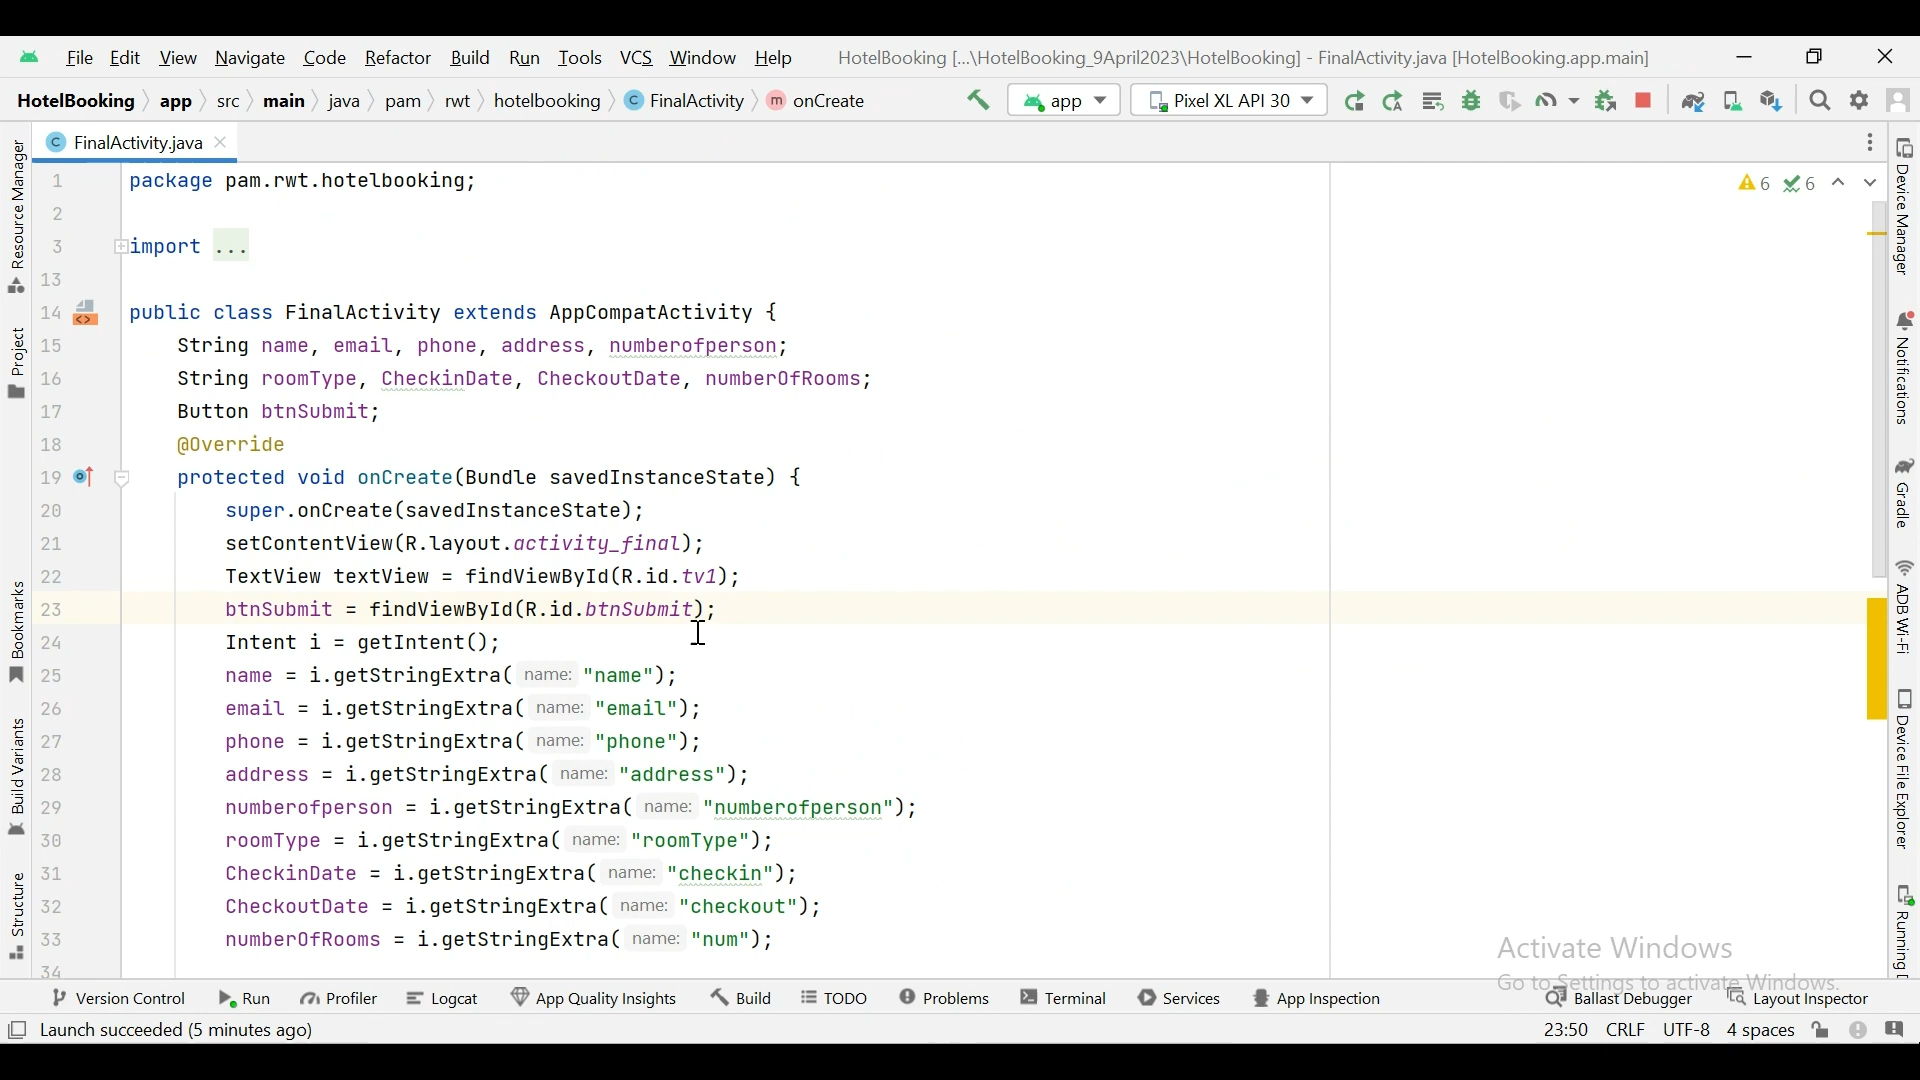 File Edit View Navigate Code Refactor Build Run Tools VCS Window Help HotelBooking [...\HotelBooking_9April2023\HotelBooking] - FinalActivity.java [HotelBooking.app.main]
HotelBooking app src main java pam rwt hotelbooking C FinalActivity m onCreate app Pixel XL API 30
C FinalActivity.java
1 package pam.rwt.hotelbooking;
6 6
2
3 import ...
13
14 public class FinalActivity extends AppCompatActivity {
15 String name, email, phone, address, numberofperson;
16 String roomType, CheckinDate, CheckoutDate, numberOfRooms;
17 Button btnSubmit;
18 @Override
19 protected void onCreate(Bundle savedInstanceState) {
20 super.onCreate(savedInstanceState);
21 setContentView(R.layout.activity_final);
22 TextView textView = findViewById(R.id.tv1);
23 btnSubmit = findViewById(R.id.btnSubmit);
24 Intent i = getIntent();
25 name = i.getStringExtra( name: "name");
26 email = i.getStringExtra( name: "email");
27 phone = i.getStringExtra( name: "phone");
28 address = i.getStringExtra( name: "address");
29 numberofperson = i.getStringExtra( name: "numberofperson");
30 roomType = i.getStringExtra( name: "roomType");
31 CheckinDate = i.getStringExtra( name: "checkin");
32 CheckoutDate = i.getStringExtra( name: "checkout");
33 numberOfRooms = i.getStringExtra( name: "num");
34
Resource Manager
Project
Bookmarks
Build Variants
Structure
Device Manager
Notifications
Gradle
ADB Wi-Fi
Device File Explorer
Running
Activate Windows
Go to Settings to activate Windows.
Version Control Run Profiler Logcat App Quality Insights Build TODO Problems Terminal Services App Inspection Ballast Debugger Layout Inspector
Launch succeeded (5 minutes ago) 23:50 CRLF UTF-8 4 spaces